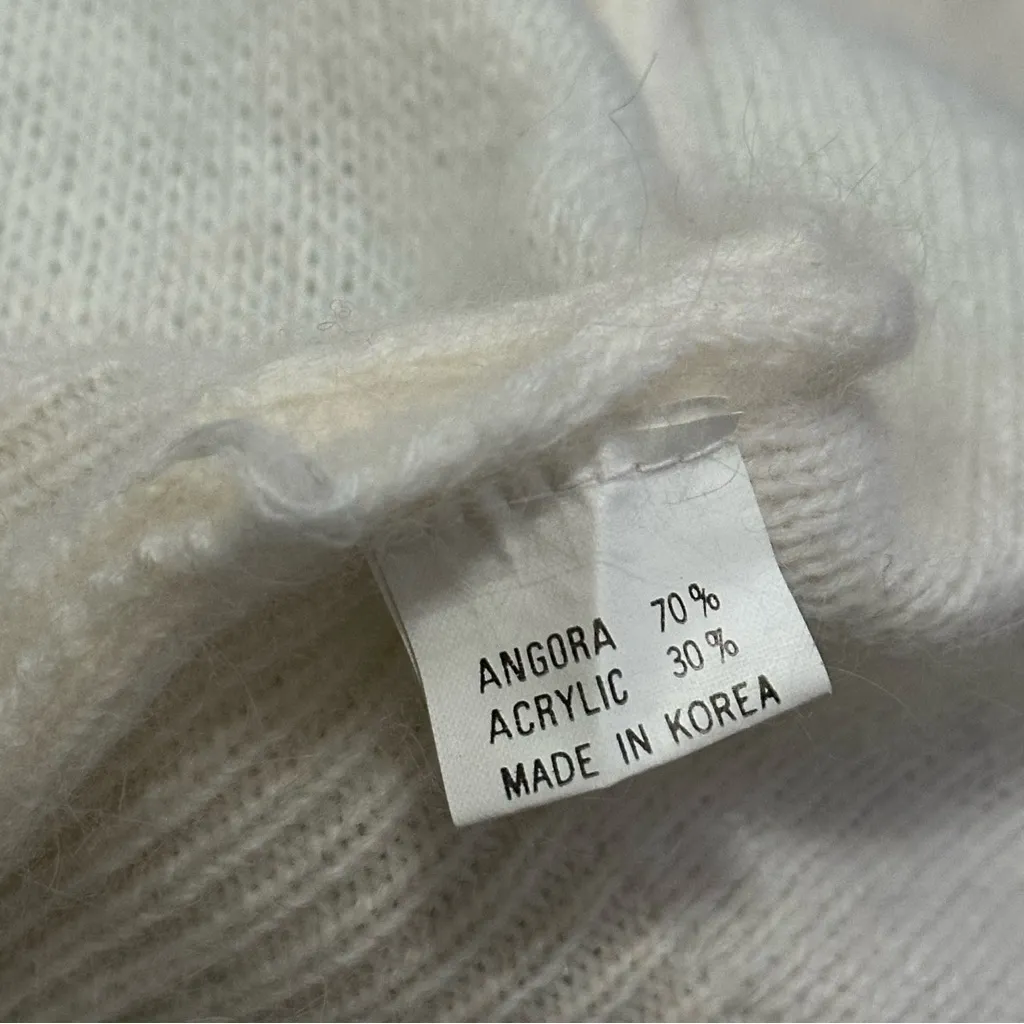 ANGORA 70%
ACRYLIC 30%
MADE IN KOREA